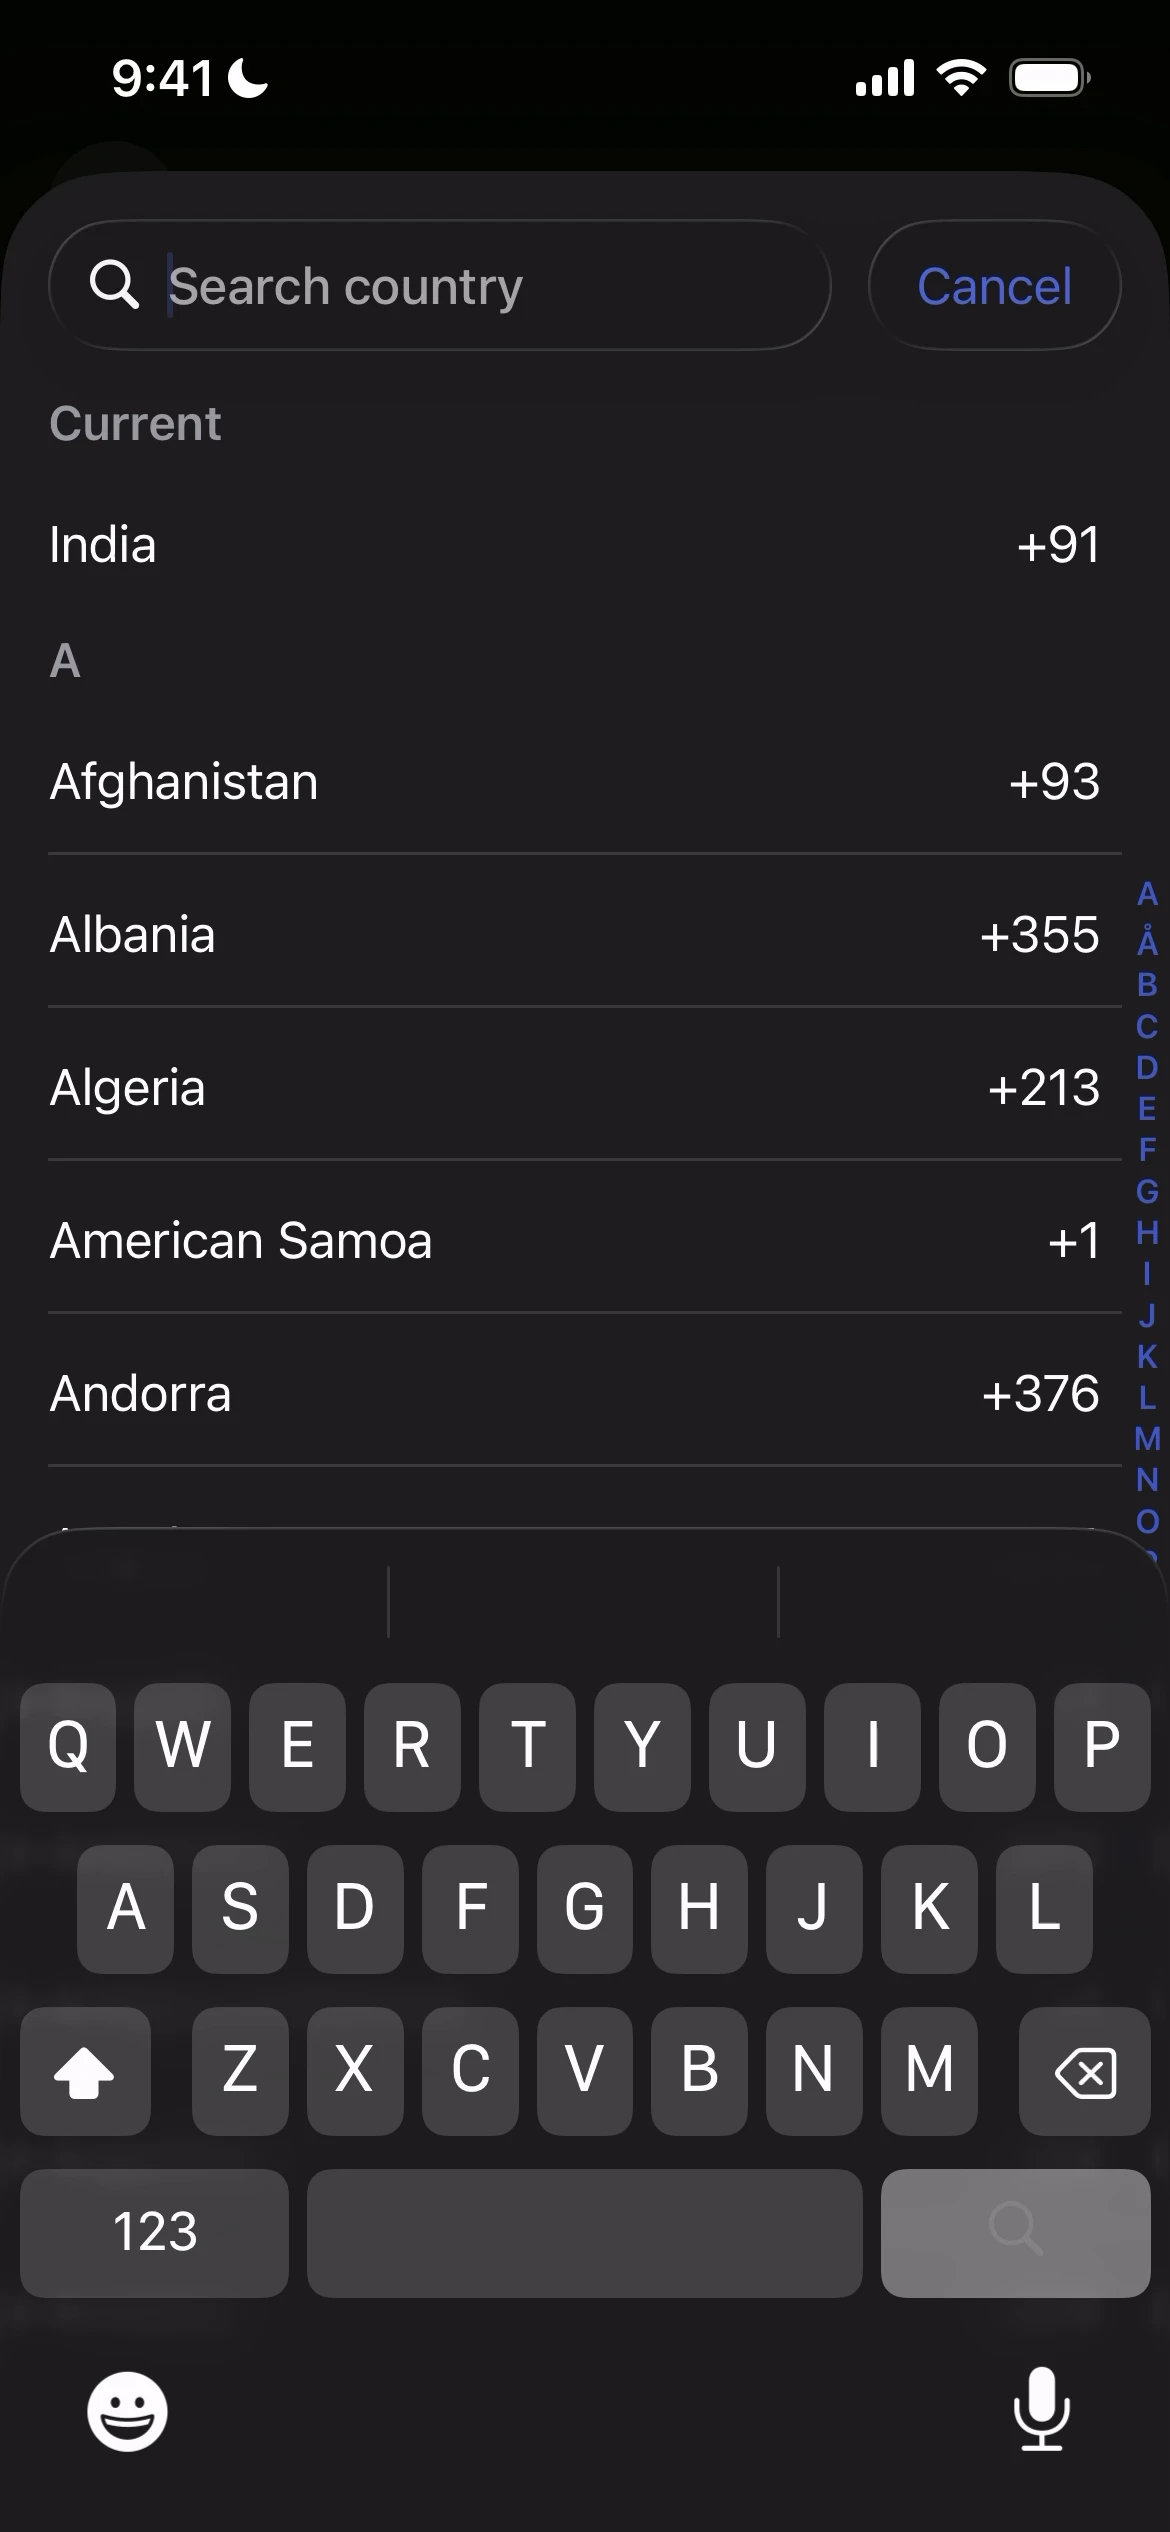 9:41
Search country
Cancel
Current
India +91
A
Afghanistan +93
Albania +355
Algeria +213
American Samoa +1
Andorra +376
A
Å
B
C
D
E
F
G
H
I
J
K
L
M
N
O
Q W E R T Y U I O P
A S D F G H J K L
Z X C V B N M
123